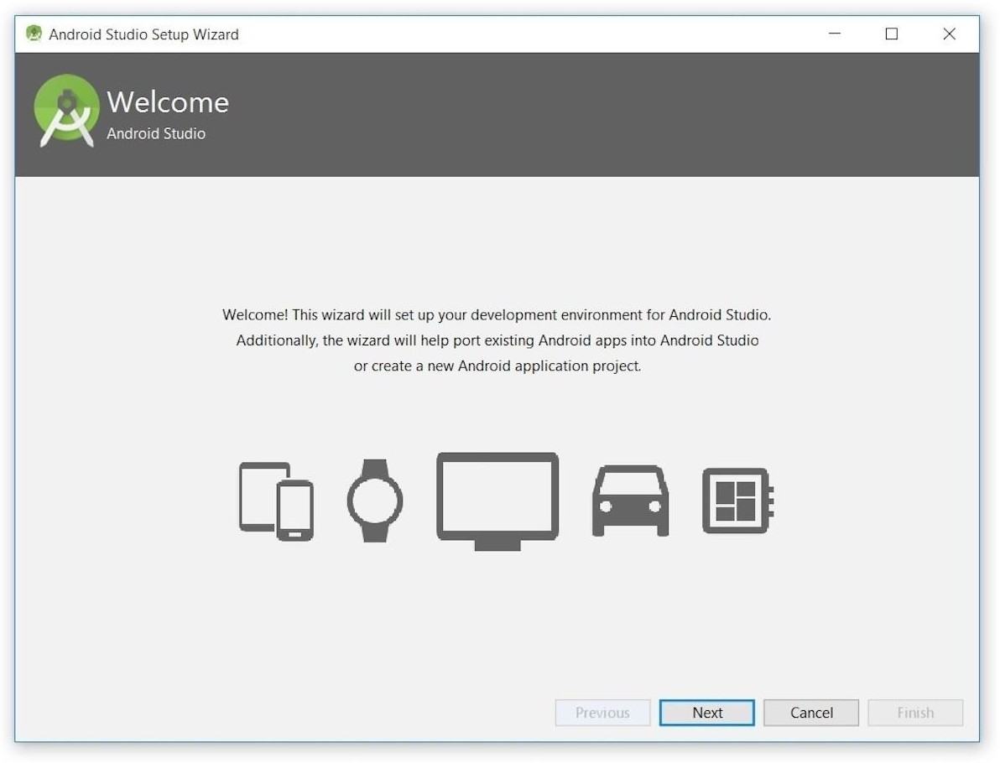 Android Studio Setup Wizard
Welcome
Android Studio
Welcome! This wizard will set up your development environment for Android Studio.
Additionally, the wizard will help port existing Android apps into Android Studio
or create a new Android application project.
Previous Next Cancel Finish